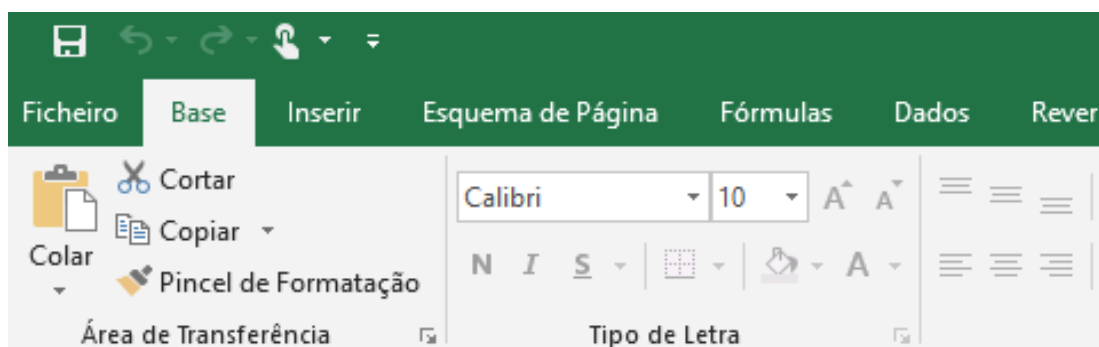 Ficheiro Base Inserir Esquema de Página Fórmulas Dados Rever
Cortar
Calibri 10 A A
Copiar
Colar
N I S A
Pincel de Formatação
Área de Transferência Tipo de Letra